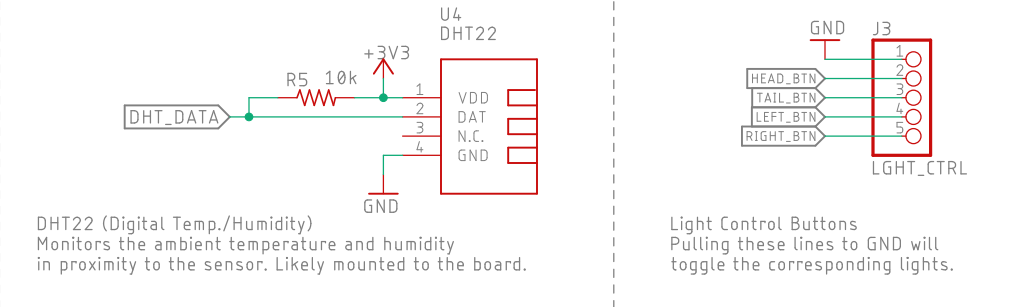 U4
DHT22
+3V3
R5 10k
DHT_DATA
1 VDD
2 DAT
3 N.C.
4 GND
GND
DHT22 (Digital Temp./Humidity)
Monitors the ambient temperature and humidity
in proximity to the sensor. Likely mounted to the board.
GND
J3
1
HEAD_BTN 2
TAIL_BTN 3
LEFT_BTN 4
RIGHT_BTN 5
LGHT_CTRL
Light Control Buttons
Pulling these lines to GND will
toggle the corresponding lights.